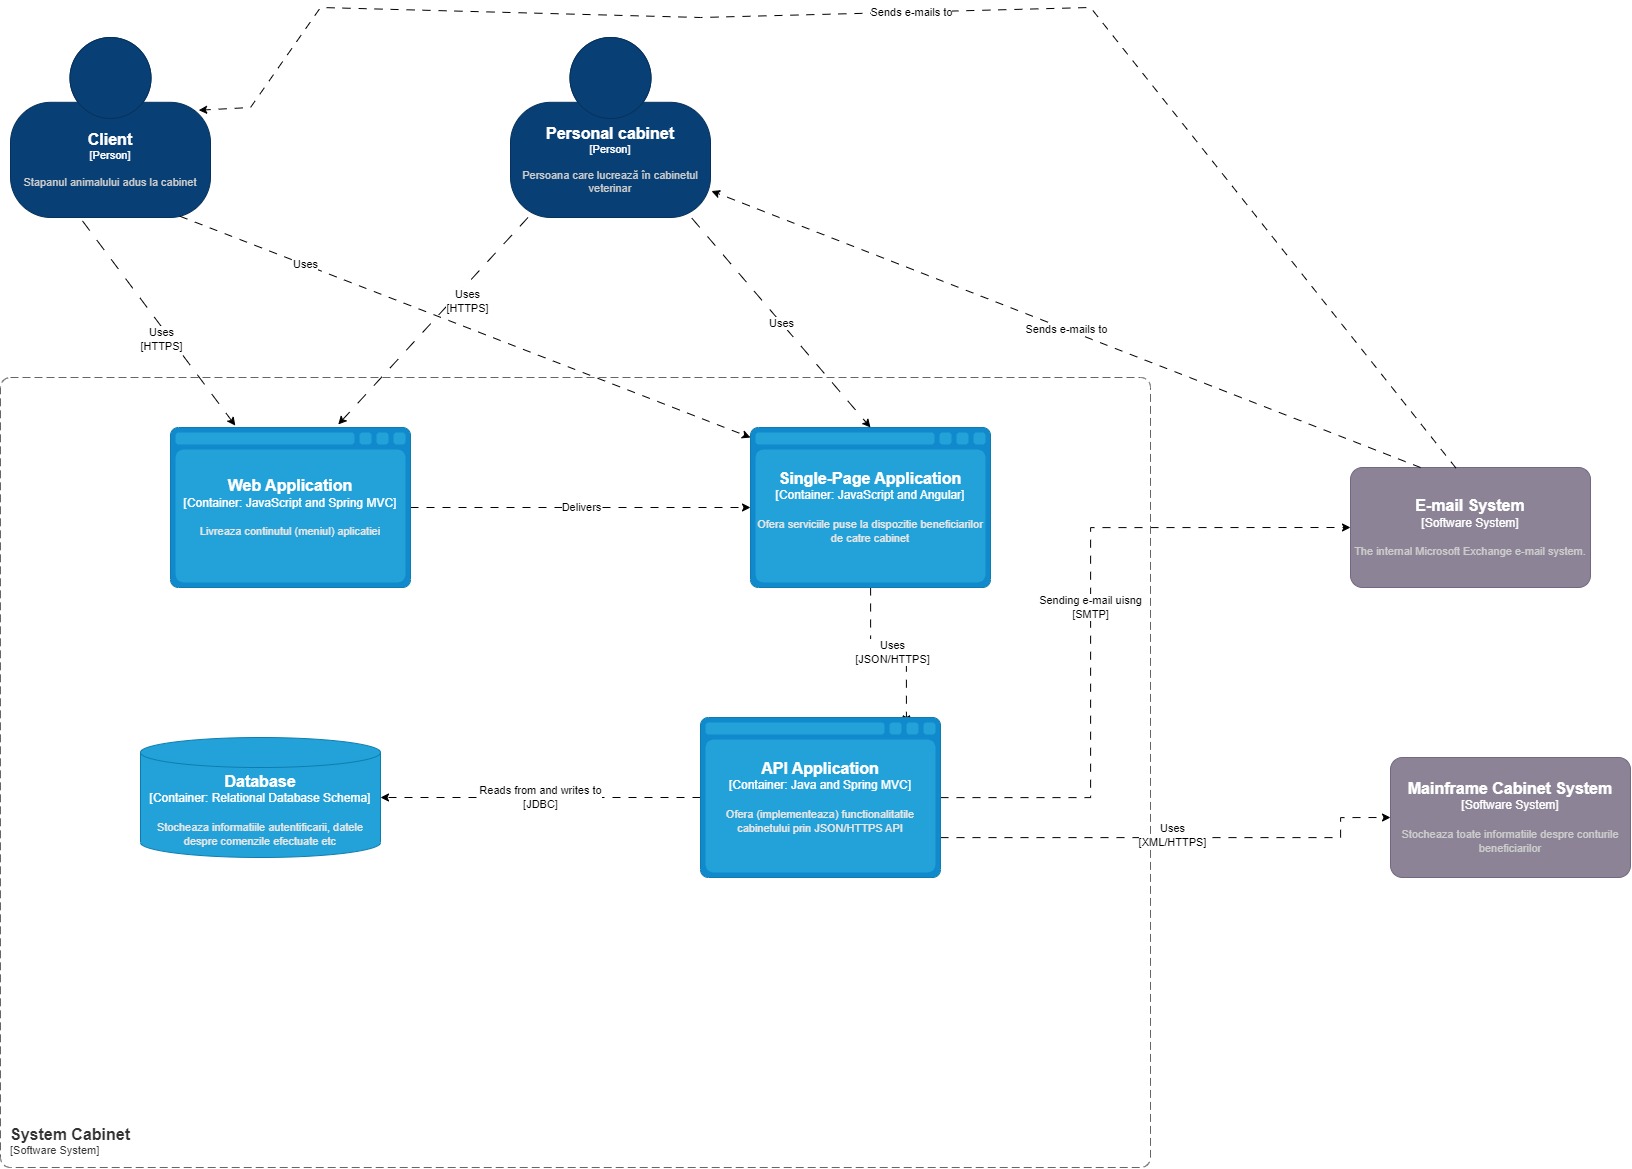 Sends e-mails to
Client
[Person]
Stapanul animalului adus la cabinet
Personal cabinet
[Person]
Persoana care lucrează în cabinetul
veterinar
Uses
Uses
[HTTPS]
Uses
[HTTPS]
Uses
Sends e-mails to
Web Application
[Container: JavaScript and Spring MVC]
Livreaza continutul (meniul) aplicatiei
Delivers
Single-Page Application
[Container: JavaScript and Angular]
Ofera serviciile puse la dispozitie beneficiarilor
de catre cabinet
E-mail System
[Software System]
The internal Microsoft Exchange e-mail system.
Sending e-mail uisng
[SMTP]
Uses
[JSON/HTTPS]
Database
[Container: Relational Database Schema]
Stocheaza informatiile autentificarii, datele
despre comenzile efectuate etc
Reads from and writes to
[JDBC]
API Application
[Container: Java and Spring MVC]
Ofera (implementeaza) functionalitatile
cabinetului prin JSON/HTTPS API
Uses
[XML/HTTPS]
Mainframe Cabinet System
[Software System]
Stocheaza toate informatiile despre conturile
beneficiarilor
System Cabinet
[Software System]